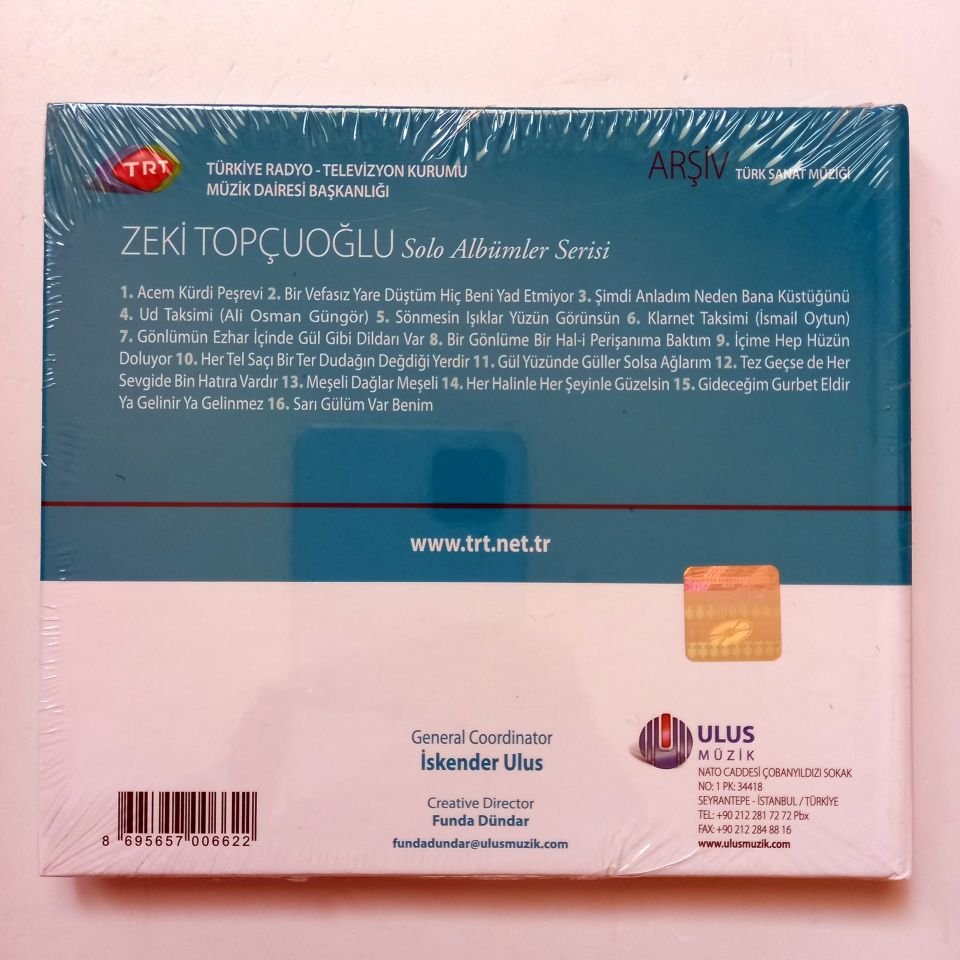 TRT
TÜRKİYE RADYO - TELEVİZYON KURUMU
MÜZİK DAİRESİ BAŞKANLIĞI
ARŞİV TÜRK SANAT MÜZİĞİ
ZEKİ TOPÇUOĞLU Solo Albümler Serisi
1. Acem Kürdi Peşrevi 2. Bir Vefasız Yare Düştüm Hiç Beni Yad Etmiyor 3. Şimdi Anladım Neden Bana Küstüğünü
4. Ud Taksimi (Ali Osman Güngör) 5. Sönmesin Işıklar Yüzün Görünsün 6. Klarnet Taksimi (İsmail Oytun)
7. Gönlümün Ezhar İçinde Gül Gibi Dildarı Var 8. Bir Gönlüme Bir Hal-i Perişanıma Baktım 9. İçime Hep Hüzün
Doluyor 10. Her Tel Saçı Bir Ter Dudağın Değdiği Yerdir 11. Gül Yüzünde Güller Solsa Ağlarım 12. Tez Geçse de Her
Sevgide Bin Hatıra Vardır 13. Meşeli Dağlar Meşeli 14. Her Halinle Her Şeyinle Güzelsin 15. Gideceğim Gurbet Eldir
Ya Gelinir Ya Gelinmez 16. Sarı Gülüm Var Benim
www.trt.net.tr
General Coordinator
İskender Ulus
Creative Director
Funda Dündar
fundadundar@ulusmuzik.com
8 695657 006622
ULUS
MÜZİK
NATO CADDESİ ÇOBANYILDIZI SOKAK
NO: 1 PK: 34418
SEYRANTEPE - İSTANBUL / TÜRKİYE
TEL: +90 212 281 72 72 Pbx
FAX: +90 212 284 88 16
www.ulusmuzik.com